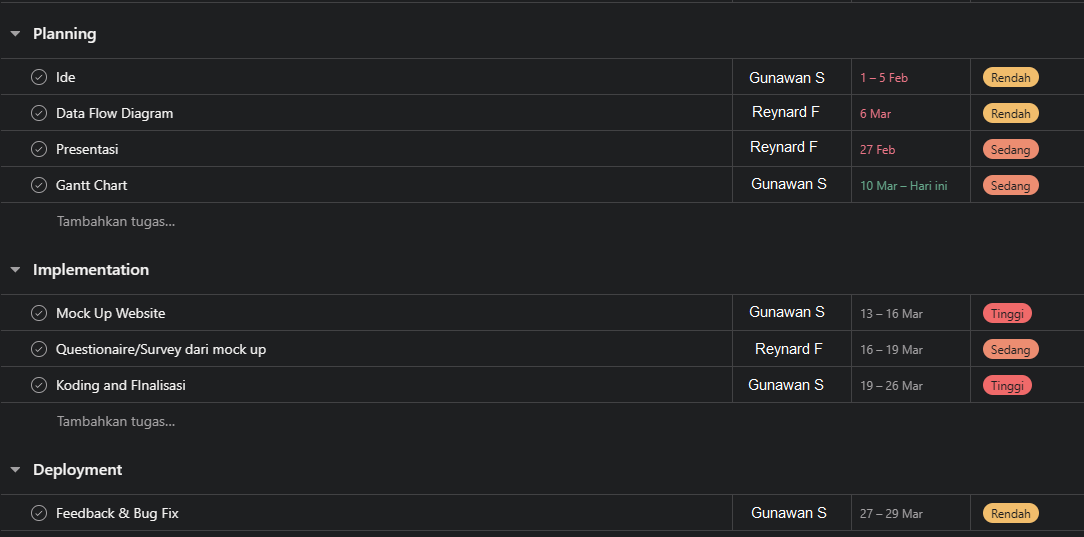 Planning
Ide Gunawan S 1 – 5 Feb Rendah
Data Flow Diagram Reynard F 6 Mar Rendah
Presentasi Reynard F 27 Feb Sedang
Gantt Chart Gunawan S 10 Mar – Hari ini Sedang
Tambahkan tugas...
Implementation
Mock Up Website Gunawan S 13 – 16 Mar Tinggi
Questionaire/Survey dari mock up Reynard F 16 – 19 Mar Sedang
Koding and FInalisasi Gunawan S 19 – 26 Mar Tinggi
Tambahkan tugas...
Deployment
Feedback & Bug Fix Gunawan S 27 – 29 Mar Rendah